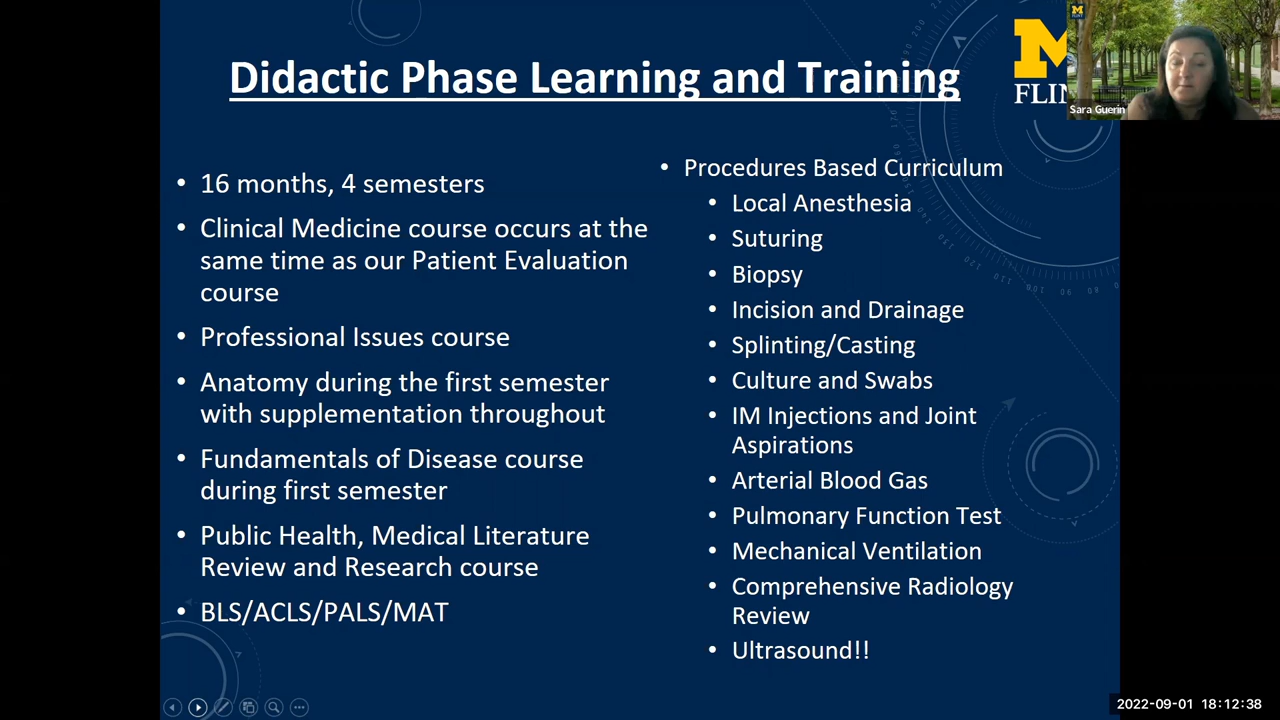 Didactic Phase Learning and Training
M
FLIN
M
FLINT
Sara Guerin
• 16 months, 4 semesters
• Clinical Medicine course occurs at the
same time as our Patient Evaluation
course
• Professional Issues course
• Anatomy during the first semester
with supplementation throughout
• Fundamentals of Disease course
during first semester
• Public Health, Medical Literature
Review and Research course
• BLS/ACLS/PALS/MAT
• Procedures Based Curriculum
• Local Anesthesia
• Suturing
• Biopsy
• Incision and Drainage
• Splinting/Casting
• Culture and Swabs
• IM Injections and Joint
Aspirations
• Arterial Blood Gas
• Pulmonary Function Test
• Mechanical Ventilation
• Comprehensive Radiology
Review
• Ultrasound!!
2022-09-01 18:12:38